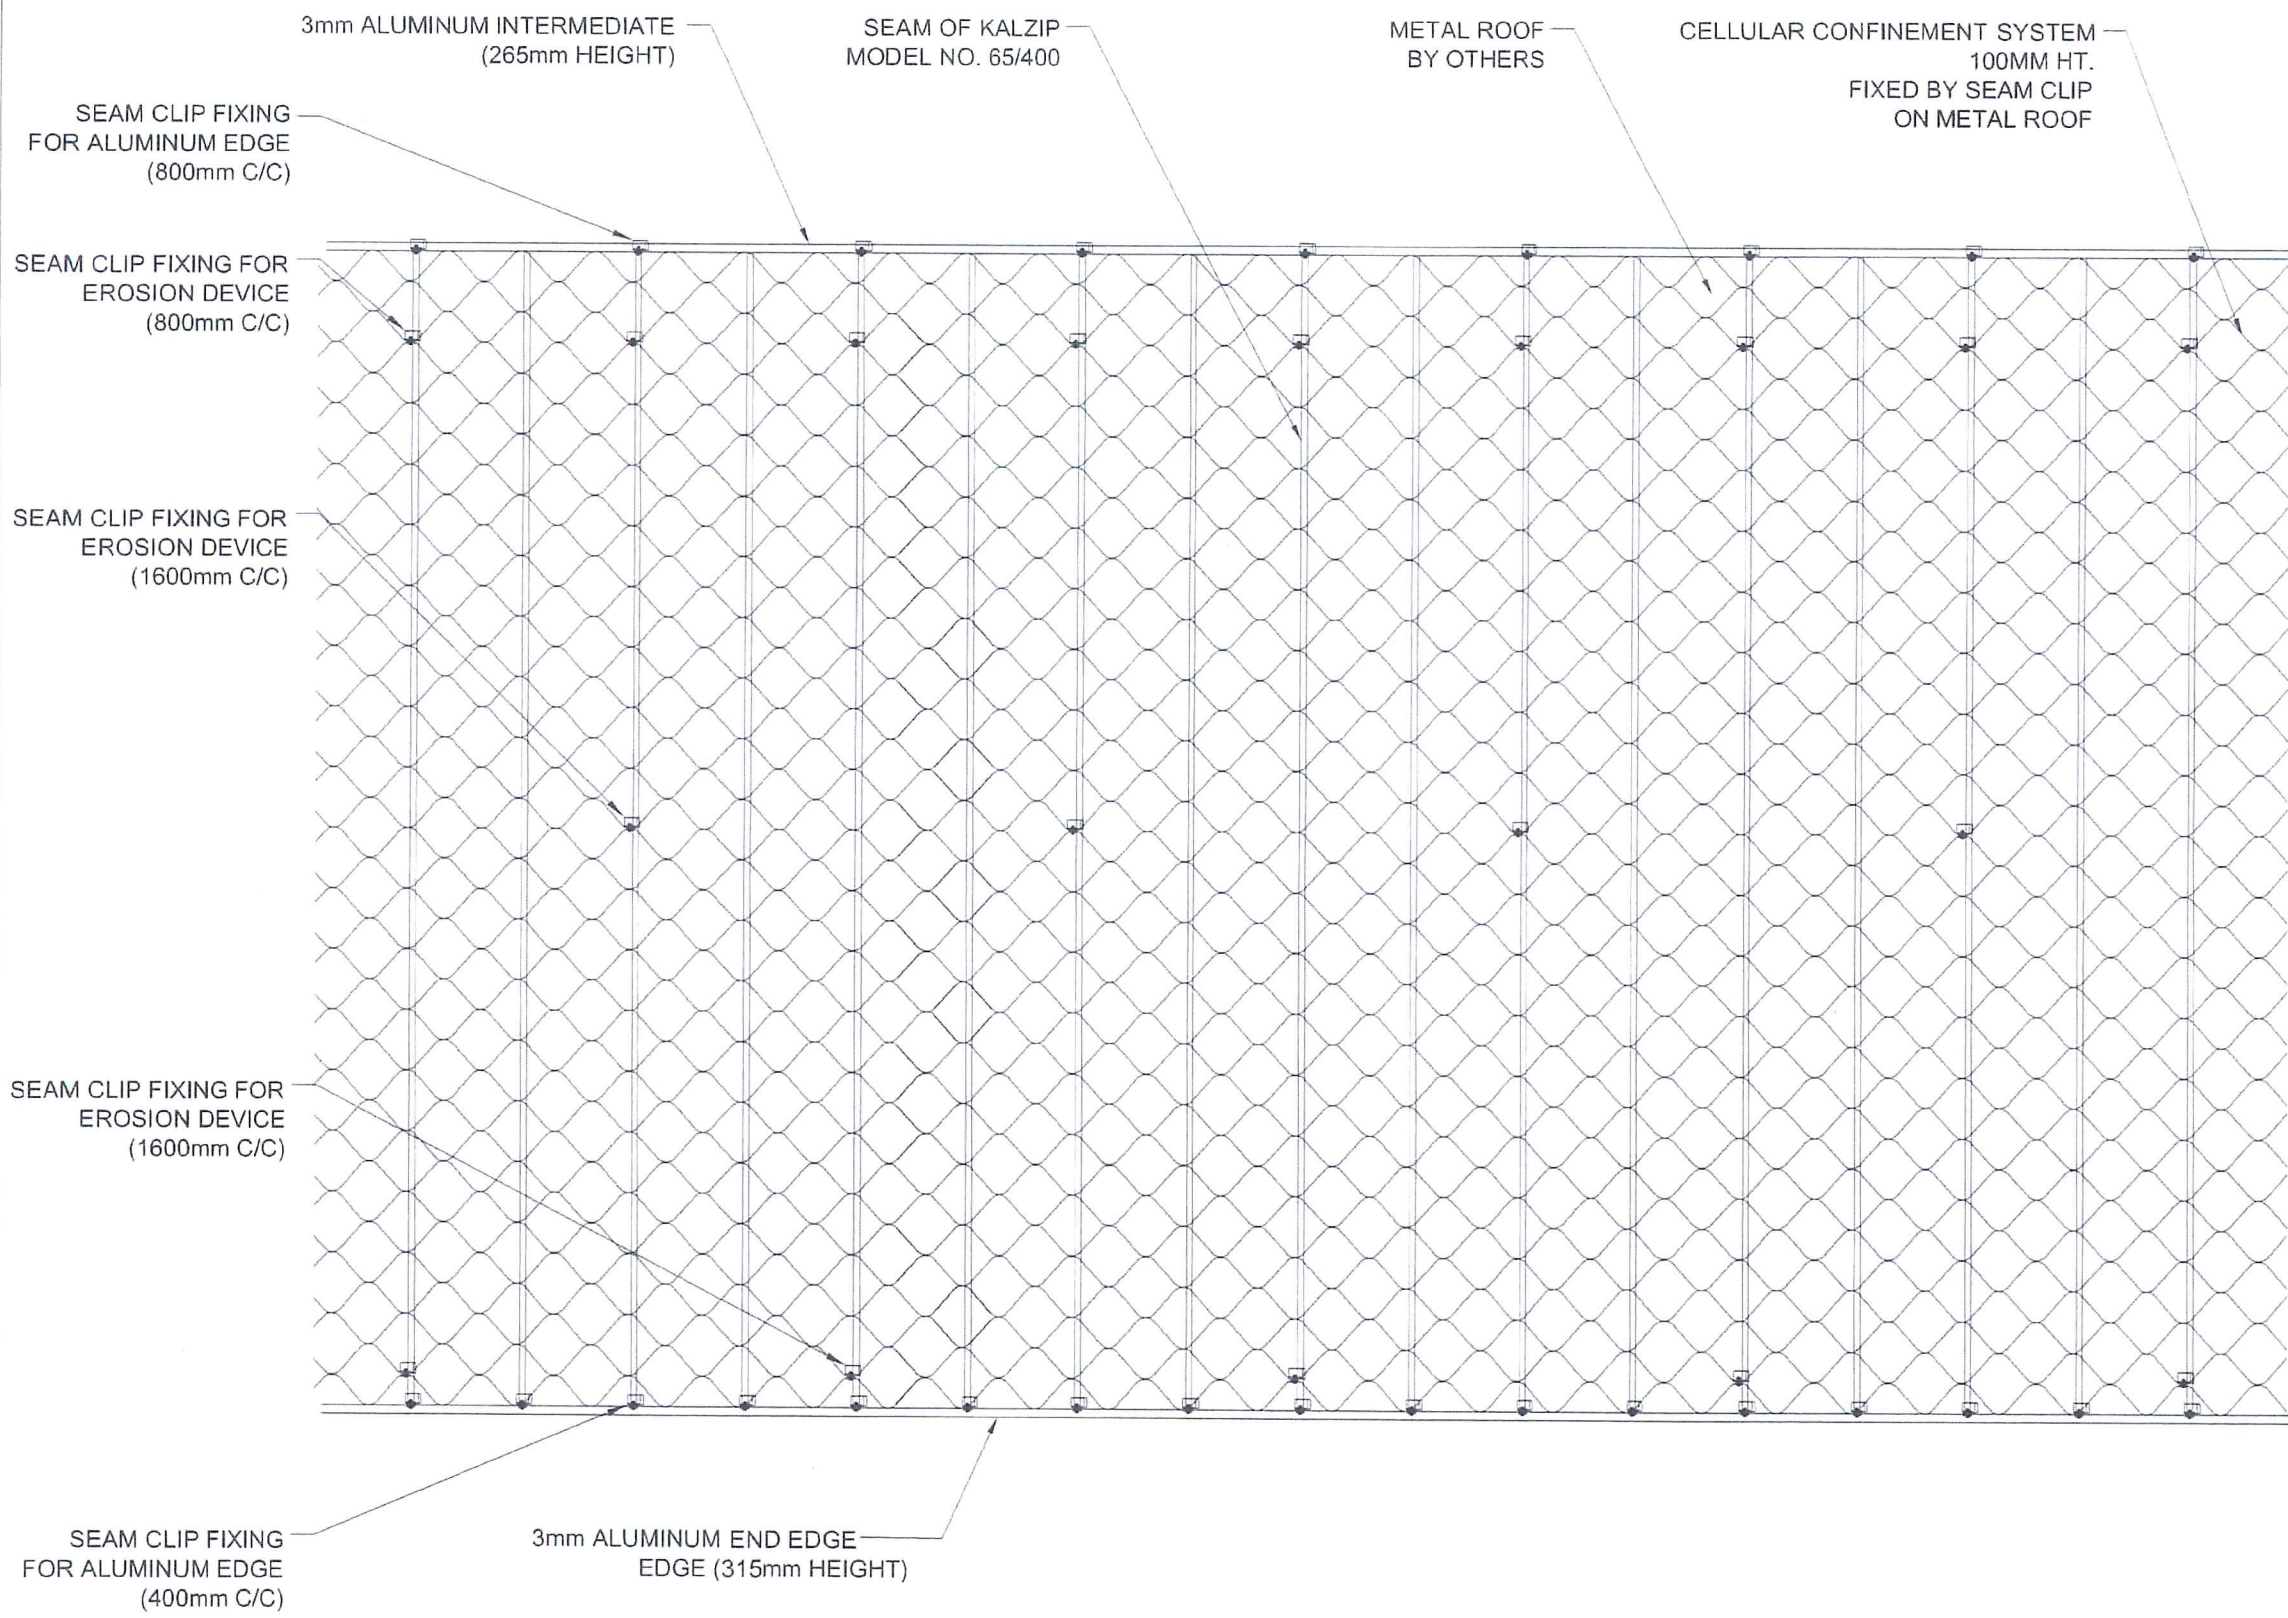 3mm ALUMINUM INTERMEDIATE
(265mm HEIGHT)
SEAM OF KALZIP
MODEL NO. 65/400
METAL ROOF
BY OTHERS
CELLULAR CONFINEMENT SYSTEM
100MM HT.
FIXED BY SEAM CLIP
ON METAL ROOF
SEAM CLIP FIXING
FOR ALUMINUM EDGE
(800mm C/C)
SEAM CLIP FIXING FOR
EROSION DEVICE
(800mm C/C)
SEAM CLIP FIXING FOR
EROSION DEVICE
(1600mm C/C)
SEAM CLIP FIXING FOR
EROSION DEVICE
(1600mm C/C)
SEAM CLIP FIXING
FOR ALUMINUM EDGE
(400mm C/C)
3mm ALUMINUM END EDGE
EDGE (315mm HEIGHT)